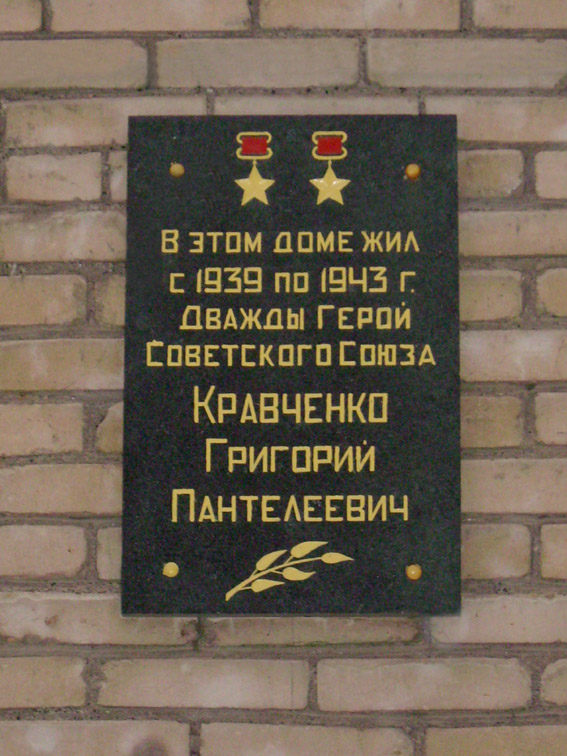 В этом доме жил
с 1939 по 1943 г.
Дважды Герой
Советского Союза
Кравченко
Григорий
Пантелеевич